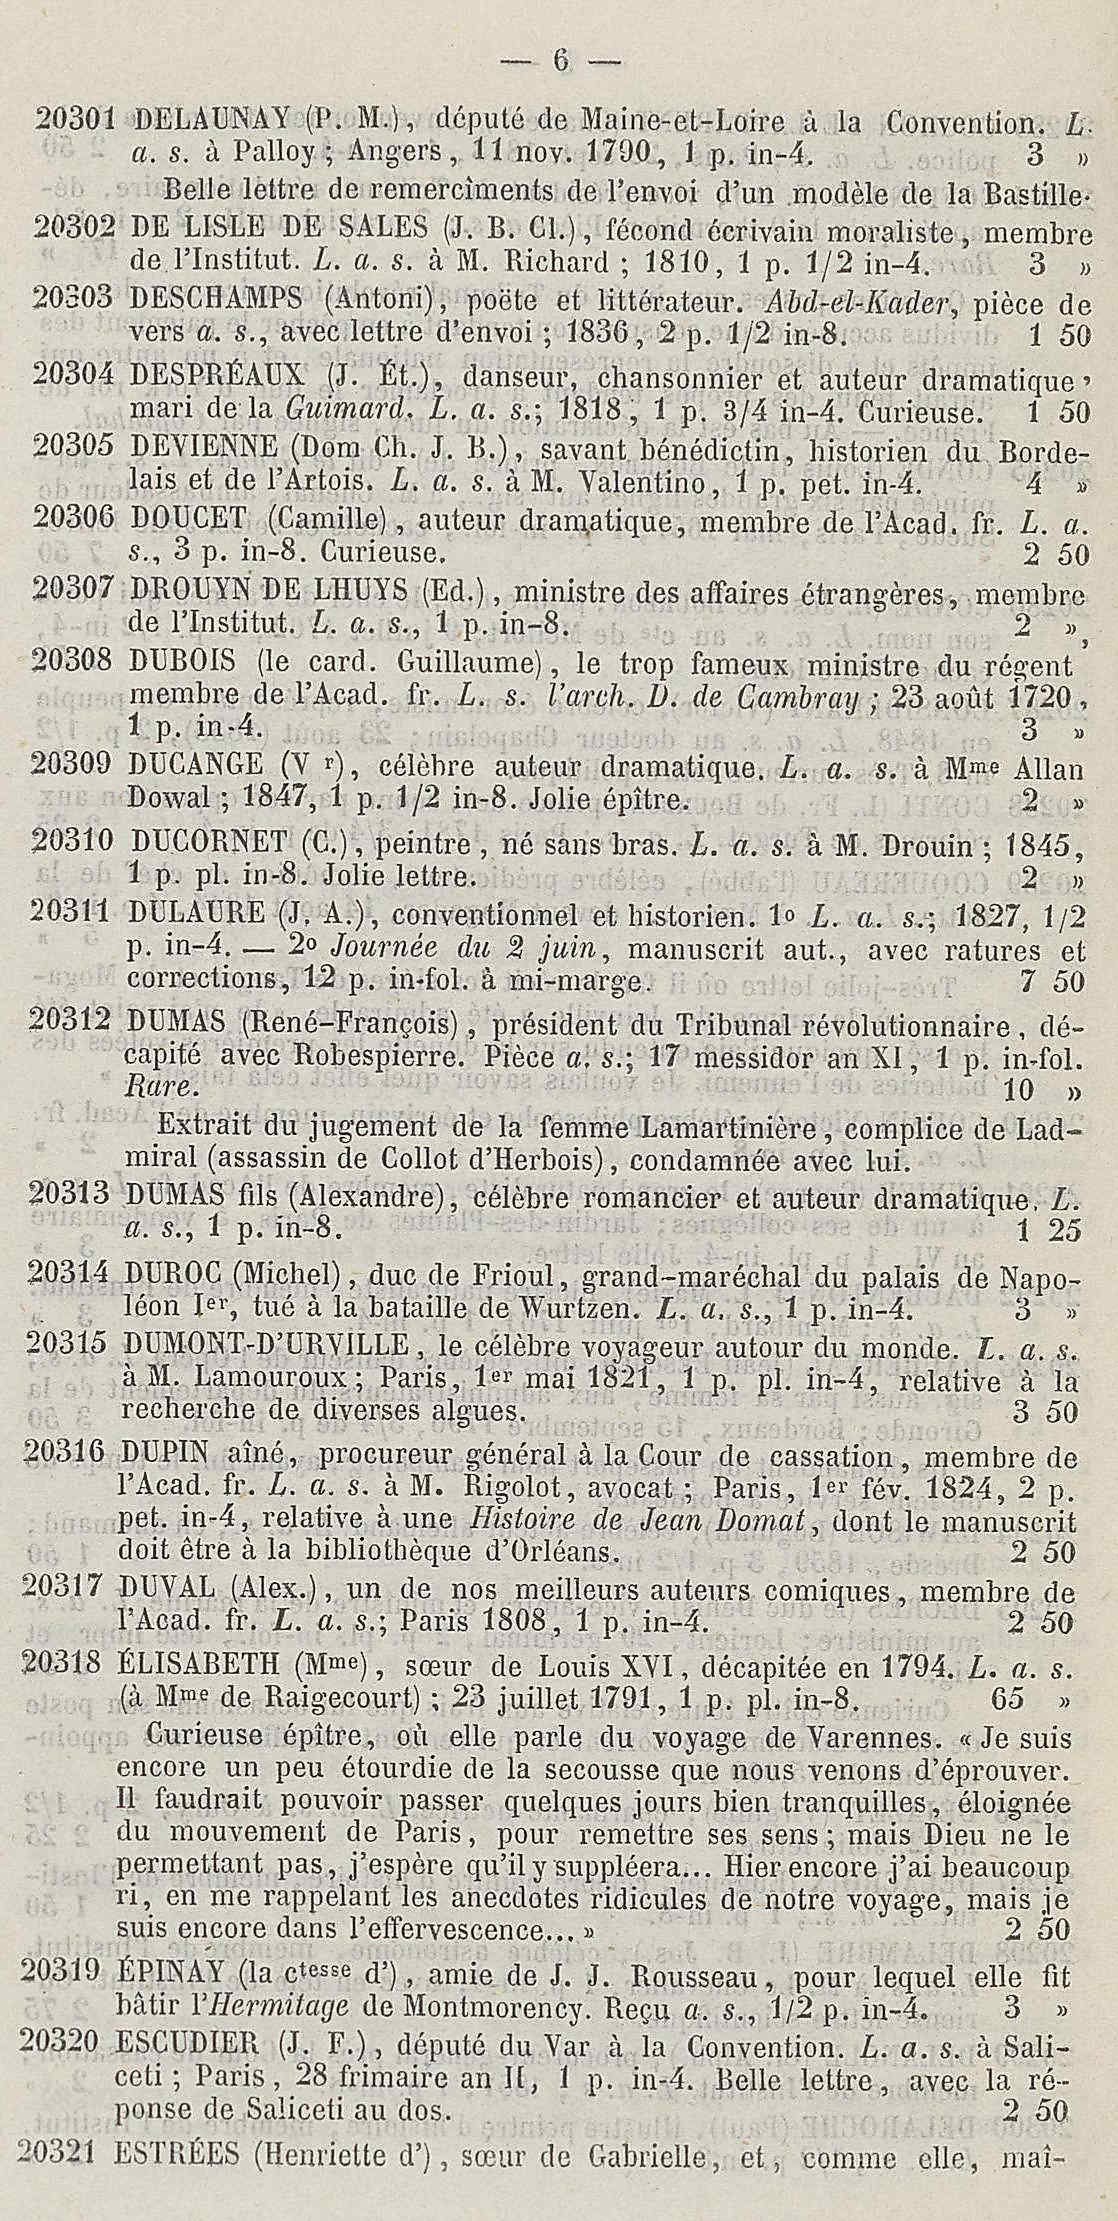 — 6 —
20301 DELAUNAY (P. M.), député de Maine-et-Loire à la Convention. L.
a. s. à Palloy ; Angers, 11 nov. 1790, 1 p. in-4. 3 »
Belle lettre de remercîments de l'envoi d'un modèle de la Bastille.
20302 DE LISLE DE SALES (J. B. Cl.), fécond écrivain moraliste, membre
de l'Institut. L. a. s. à M. Richard ; 1810, 1 p. 1/2 in-4. 3 »
20303 DESCHAMPS (Antoni), poëte et littérateur. Abd-el-Kader, pièce de
vers a. s., avec lettre d'envoi ; 1836, 2 p. 1/2 in-8. 1 50
20304 DESPRÉAUX (J. Ét.), danseur, chansonnier et auteur dramatique,
mari de la Guimard. L. a. s.; 1818, 1 p. 3/4 in-4. Curieuse. 1 50
20305 DEVIENNE (Dom Ch. J. B.), savant bénédictin, historien du Borde-
lais et de l'Artois. L. a. s. à M. Valentino, 1 p. pet. in-4. 4 »
20306 DOUCET (Camille), auteur dramatique, membre de l'Acad. fr. L. a.
s., 3 p. in-8. Curieuse. 2 50
20307 DROUYN DE LHUYS (Ed.), ministre des affaires étrangères, membre
de l'Institut. L. a. s., 1 p. in-8. 2 »
20308 DUBOIS (le card. Guillaume), le trop fameux ministre du régent,
membre de l'Acad. fr. L. s. l'arch. D. de Cambray ; 23 août 1720,
1 p. in-4. 3 »
20309 DUCANGE (V r), célèbre auteur dramatique. L. a. s. à Mme Allan
Dowal ; 1847, 1 p. 1/2 in-8. Jolie épître. 2 »
20310 DUCORNET (C.), peintre, né sans bras. L. a. s. à M. Drouin ; 1845,
1 p. pl. in-8. Jolie lettre. 2 »
20311 DULAURE (J. A.), conventionnel et historien. 1o L. a. s.; 1827, 1/2
p. in-4. — 2o Journée du 2 juin, manuscrit aut., avec ratures et
corrections, 12 p. in-fol. à mi-marge. 7 50
20312 DUMAS (René-François), président du Tribunal révolutionnaire, dé-
capité avec Robespierre. Pièce a. s.; 17 messidor an XI, 1 p. in-fol.
Rare. 10 »
Extrait du jugement de la femme Lamartinière, complice de Lad-
miral (assassin de Collot d'Herbois), condamnée avec lui.
20313 DUMAS fils (Alexandre), célèbre romancier et auteur dramatique. L.
a. s., 1 p. in-8. 1 25
20314 DUROC (Michel), duc de Frioul, grand-maréchal du palais de Napo-
léon Ier, tué à la bataille de Wurtzen. L. a. s., 1 p. in-4. 3 »
20315 DUMONT-D'URVILLE, le célèbre voyageur autour du monde. L. a. s.
à M. Lamouroux ; Paris, 1er mai 1821, 1 p. pl. in-4, relative à la
recherche de diverses algues. 3 50
20316 DUPIN aîné, procureur général à la Cour de cassation, membre de
l'Acad. fr. L. a. s. à M. Rigolot, avocat ; Paris, 1er fév. 1824, 2 p.
pet. in-4, relative à une Histoire de Jean Domat, dont le manuscrit
doit être à la bibliothèque d'Orléans. 2 50
20317 DUVAL (Alex.), un de nos meilleurs auteurs comiques, membre de
l'Acad. fr. L. a. s.; Paris 1808, 1 p. in-4. 2 50
20318 ÉLISABETH (Mme), sœur de Louis XVI, décapitée en 1794. L. a. s.
(à Mme de Raigecourt) ; 23 juillet 1791, 1 p. pl. in-8. 65 »
Curieuse épître, où elle parle du voyage de Varennes. « Je suis
encore un peu étourdie de la secousse que nous venons d'éprouver.
Il faudrait pouvoir passer quelques jours bien tranquilles, éloignée
du mouvement de Paris, pour remettre ses sens ; mais Dieu ne le
permettant pas, j'espère qu'il y suppléera... Hier encore j'ai beaucoup
ri, en me rappelant les anecdotes ridicules de notre voyage, mais je
suis encore dans l'effervescence... » 2 50
20319 ÉPINAY (la ctesse d'), amie de J. J. Rousseau, pour lequel elle fit
bâtir l'Hermitage de Montmorency. Reçu a. s., 1/2 p. in-4. 3 »
20320 ESCUDIER (J. F.), député du Var à la Convention. L. a. s. à Sali-
ceti ; Paris, 28 frimaire an II, 1 p. in-4. Belle lettre, avec la ré-
ponse de Saliceti au dos. 2 50
20321 ESTRÉES (Henriette d'), sœur de Gabrielle, et, comme elle, maî-